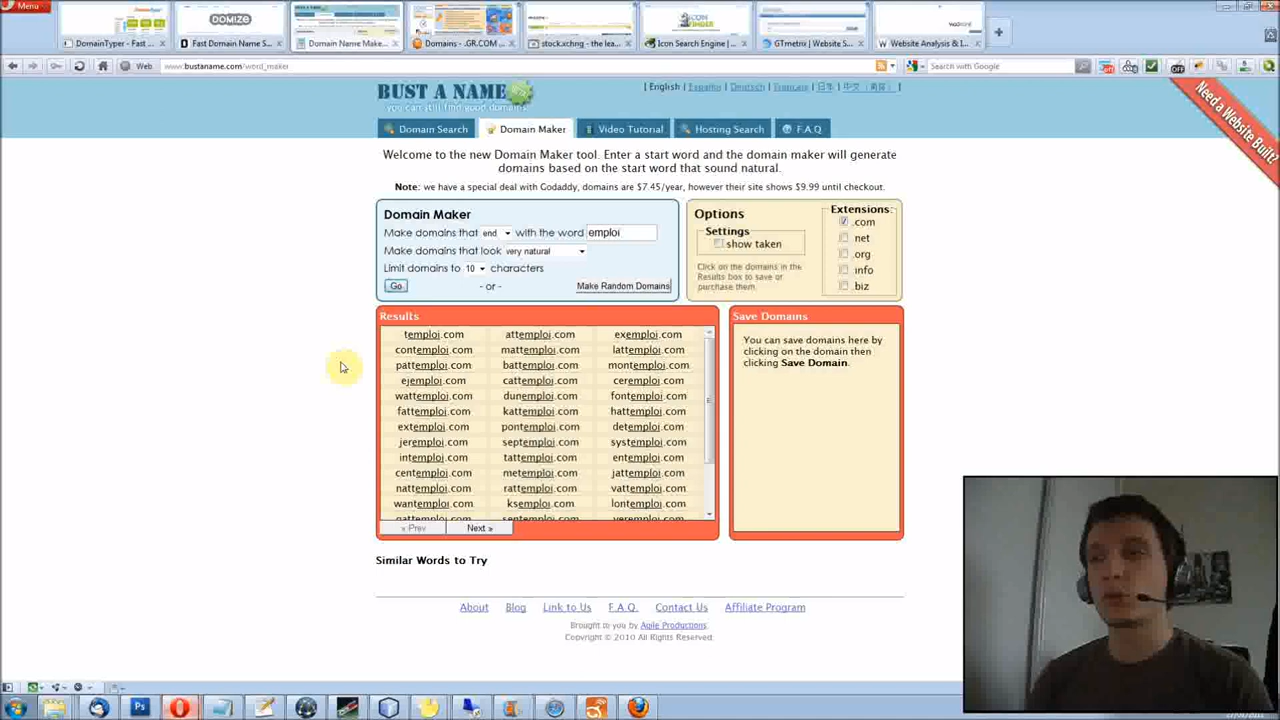 Menu
DomainTyper - Fast ...
Fast Domain Name S...
Domain Name Make...
Domains - .GR.COM ...
stock.xchng - the lea...
Icon Search Engine | ...
GTmetrix | Website S...
Website Analysis & I...
Web
www.bustaname.com/word_maker
Search with Google
BUST A NAME
you can still find good domains
| English | Español | Deutsch | Français | 日本 |
Need a Website Built?
Domain Search
Domain Maker
Video Tutorial
Hosting Search
F.A.Q
Welcome to the new Domain Maker tool. Enter a start word and the domain maker will generate
domains based on the start word that sound natural.
Note: we have a special deal with Godaddy, domains are $7.45/year, however their site shows $9.99 until checkout.
Domain Maker
Make domains that end with the word emploi
Make domains that look very natural
Limit domains to 10 characters
Go - or - Make Random Domains
Options
Settings
show taken
Click on the domains in the
Results box to save or
purchase them.
Extensions:
.com
.net
.org
.info
.biz
Results
temploi.com attemploi.com exemploi.com
contemploi.com mattemploi.com lattemploi.com
pattemploi.com battemploi.com montemploi.com
ejemploi.com cattemploi.com ceremploi.com
wattemploi.com dunemploi.com fontemploi.com
fattemploi.com kattemploi.com hattemploi.com
extemploi.com pontemploi.com detemploi.com
jeremploi.com septemploi.com systemploi.com
intemploi.com tattemploi.com entemploi.com
centemploi.com metemploi.com jattemploi.com
nattemploi.com rattemploi.com vattemploi.com
wantemploi.com ksemploi.com lontemploi.com
gattemploi.com sentemploi.com veremploi.com
« Prev Next »
Save Domains
You can save domains here by
clicking on the domain then
clicking Save Domain.
Similar Words to Try
About Blog Link to Us F.A.Q. Contact Us Affiliate Program
Brought to you by Agile Productions.
Copyright © 2010 All Rights Reserved.